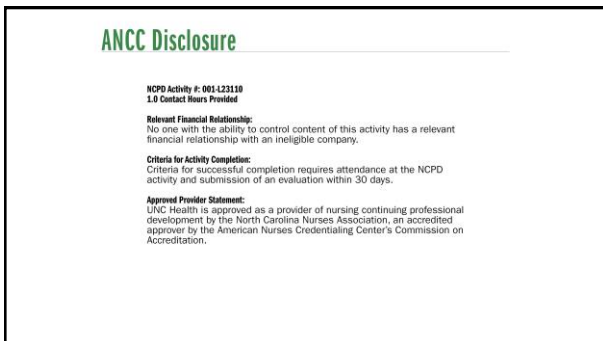 ANCC Disclosure
NCPD Activity #: 001-L23110
1.0 Contact Hours Provided
Relevant Financial Relationship:
No one with the ability to control content of this activity has a relevant
financial relationship with an ineligible company.
Criteria for Activity Completion:
Criteria for successful completion requires attendance at the NCPD
activity and submission of an evaluation within 30 days.
Approved Provider Statement:
UNC Health is approved as a provider of nursing continuing professional
development by the North Carolina Nurses Association, an accredited
approver by the American Nurses Credentialing Center's Commission on
Accreditation.